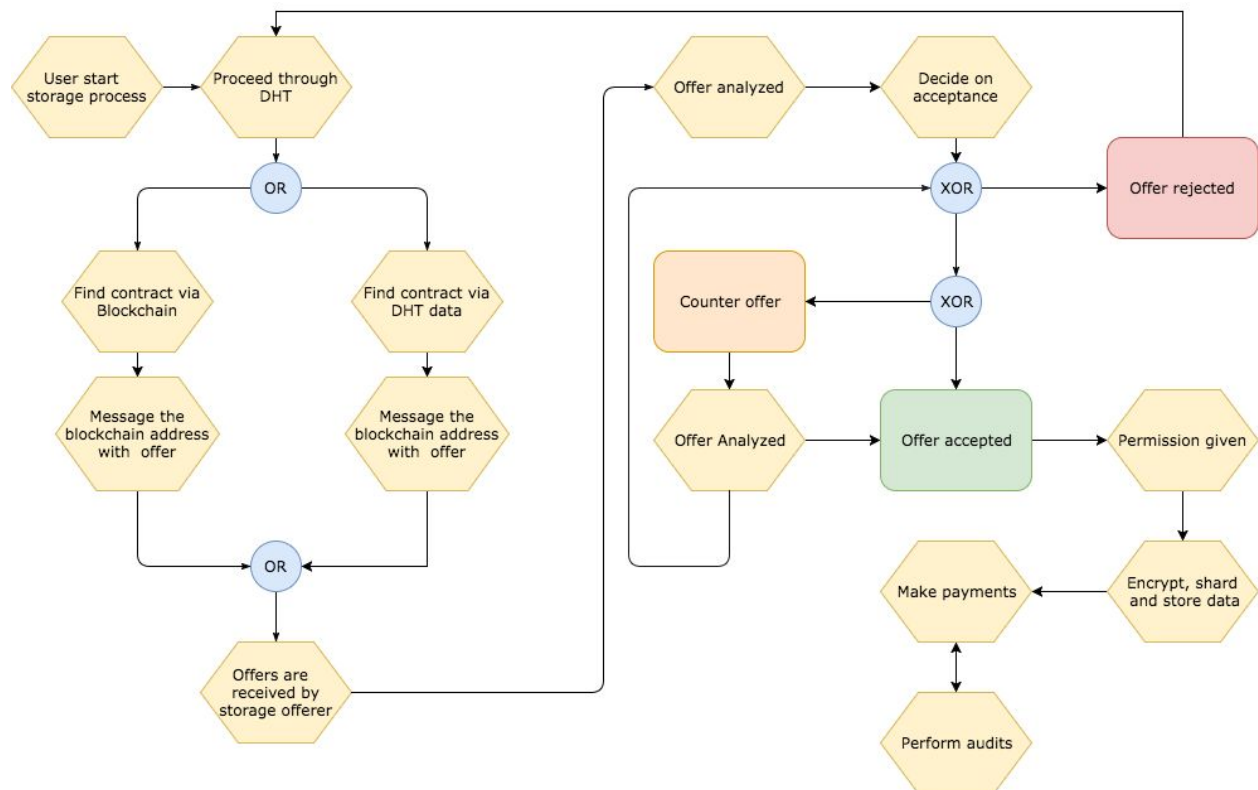 User start
storage process
Proceed through
DHT
OR
Find contract via
Blockchain
Find contract via
DHT data
Message the
blockchain address
with  offer
Message the
blockchain address
with  offer
OR
Offers are
received by
storage offerer
Offer analyzed
Decide on
acceptance
XOR
Offer rejected
XOR
Counter offer
Offer Analyzed
Offer accepted
Permission given
Encrypt, shard
and store data
Make payments
Perform audits